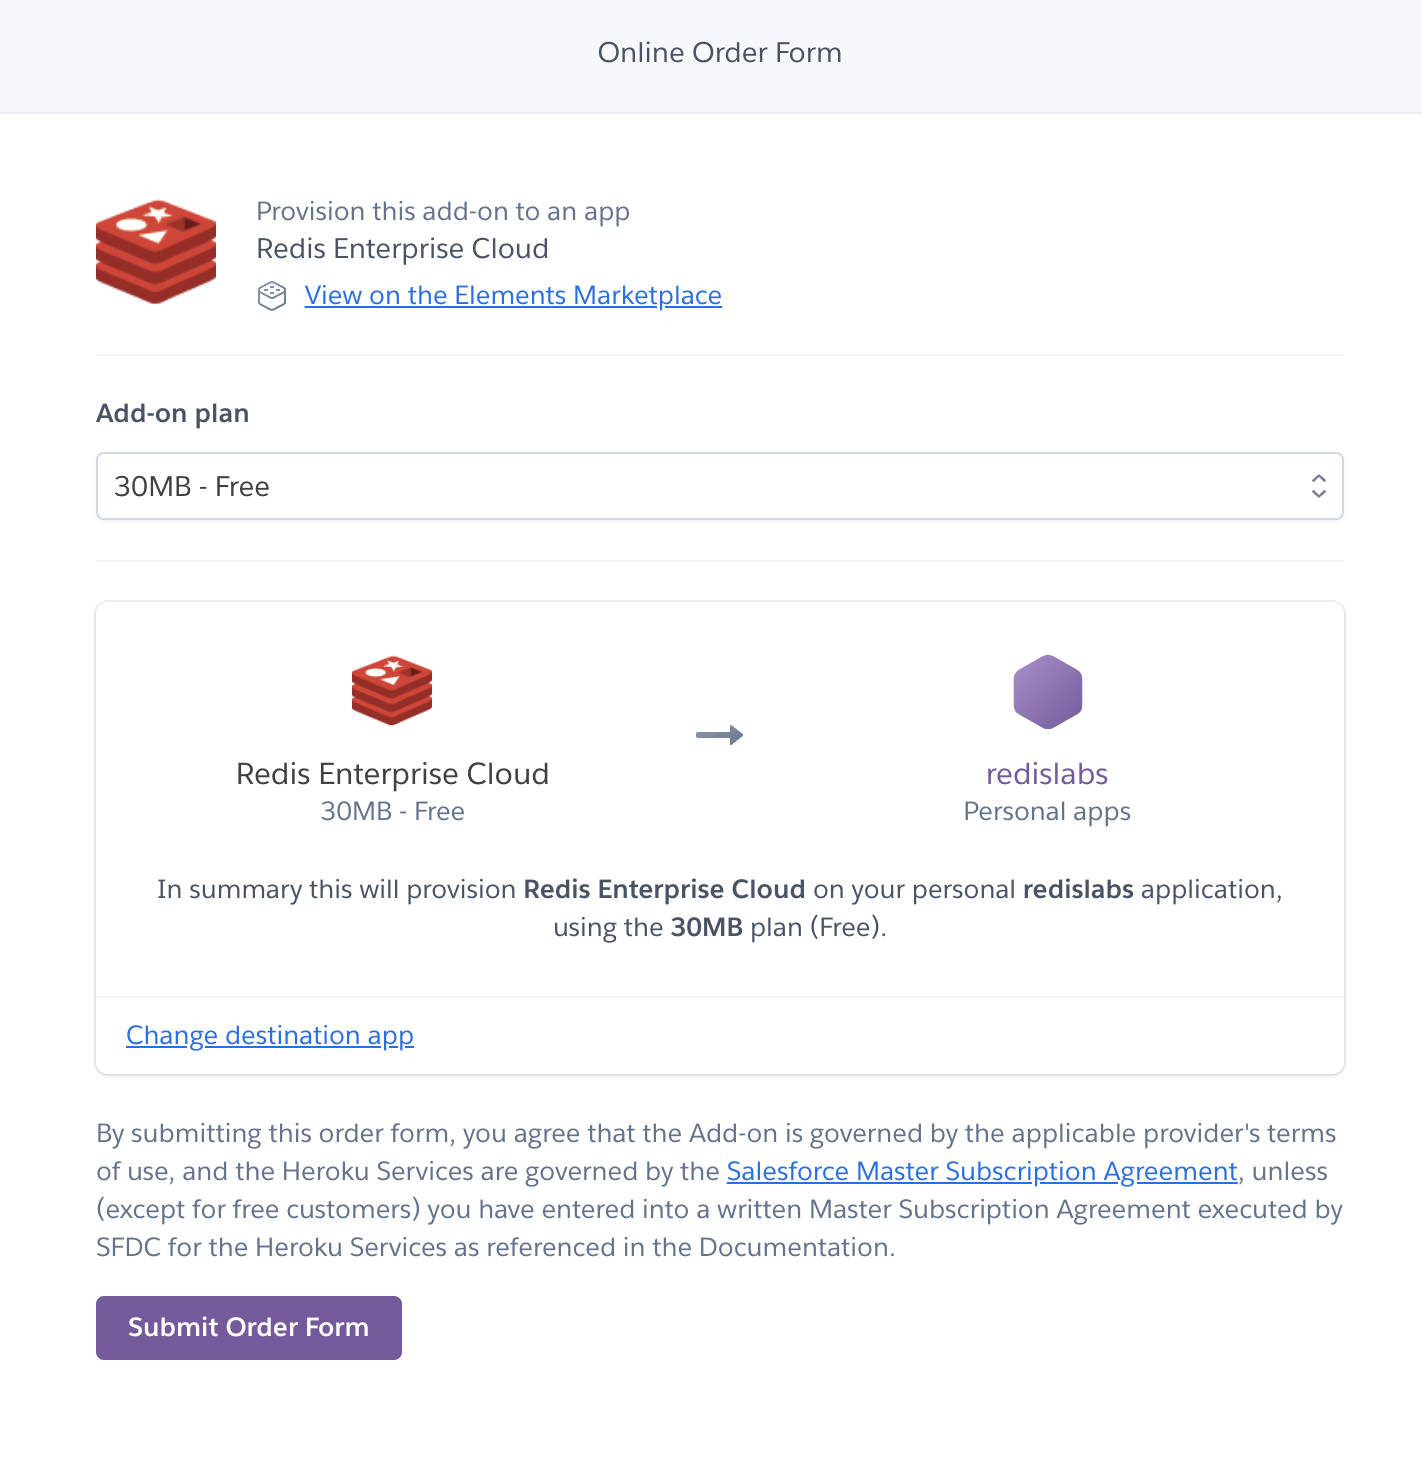 Online Order Form
Provision this add-on to an app
Redis Enterprise Cloud
View on the Elements Marketplace
Add-on plan
30MB - Free
Redis Enterprise Cloud
30MB - Free
redislabs
Personal apps
In summary this will provision Redis Enterprise Cloud on your personal redislabs application,
using the 30MB plan (Free).
Change destination app
By submitting this order form, you agree that the Add-on is governed by the applicable provider's terms
of use, and the Heroku Services are governed by the Salesforce Master Subscription Agreement, unless
(except for free customers) you have entered into a written Master Subscription Agreement executed by
SFDC for the Heroku Services as referenced in the Documentation.
Submit Order Form